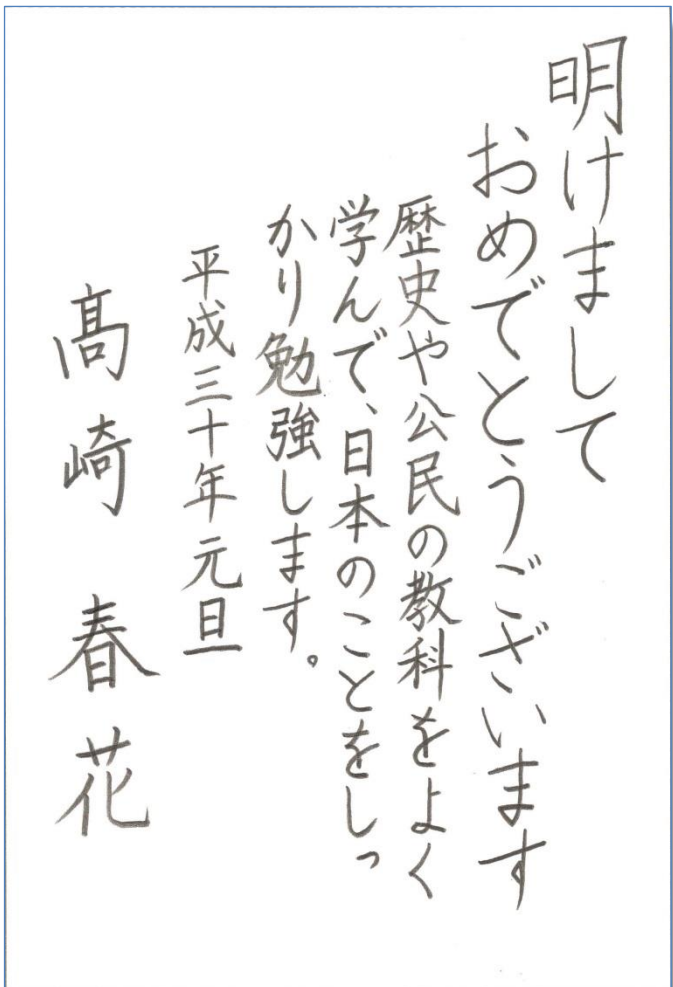 明けまして
おめでとうございます
歴史や公民の教科をよく
学んで、日本のことをしっ
かり勉強します。
平成三十年元旦
髙崎 春花